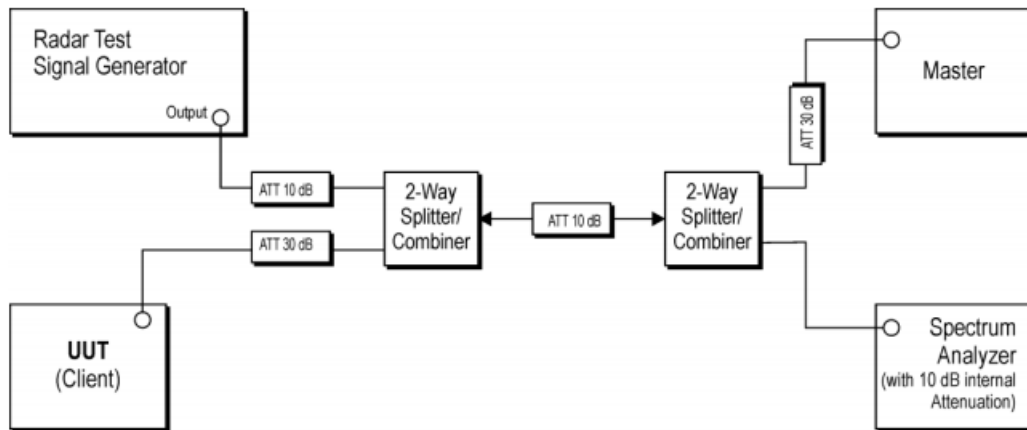 Radar Test
Signal Generator
Output
ATT 10 dB
ATT 30 dB
UUT
(Client)
2-Way
Splitter/
Combiner
ATT 10 dB
2-Way
Splitter/
Combiner
ATT 30 dB
Master
Spectrum
Analyzer
(with 10 dB internal
Attenuation)